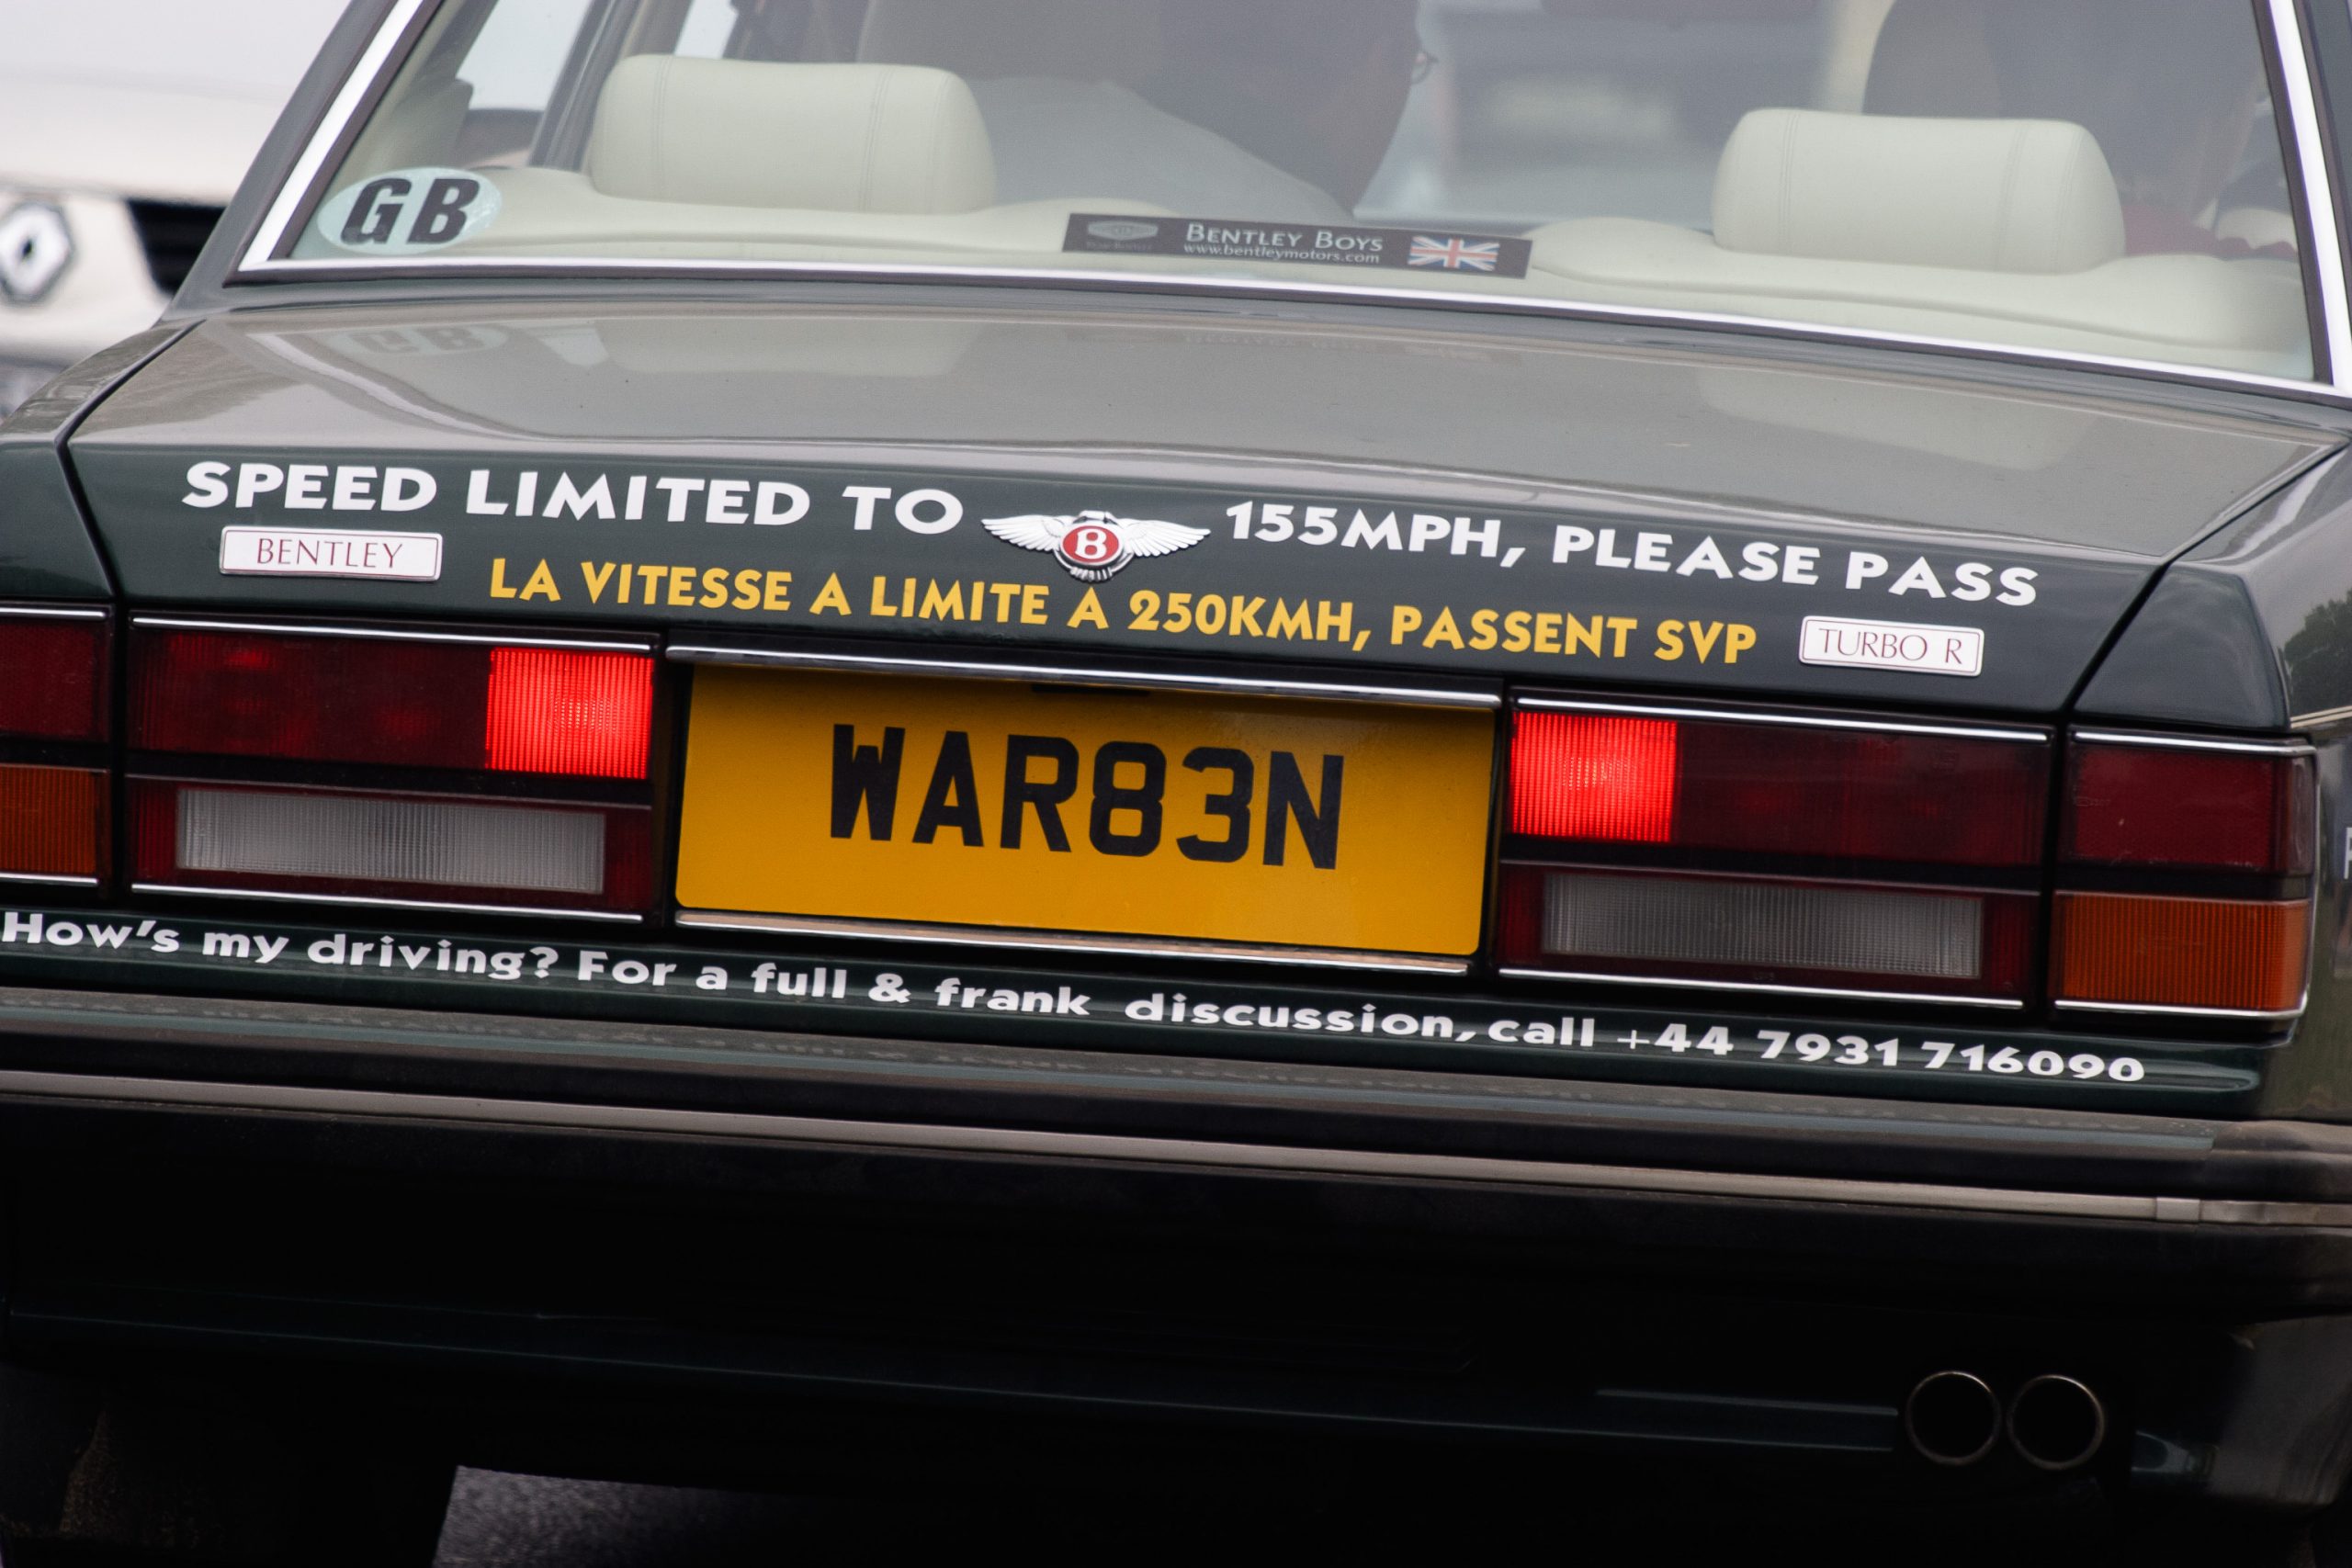 GB
BENTLEY BOYS
www.bentleymotors.com
SPEED LIMITED TO B 155MPH, PLEASE PASS
BENTLEY
LA VITESSE A LIMITE A 250KMH, PASSENT SVP
TURBO R
WAR83N
How's my driving? For a full & frank discussion, call +44 7931 716090